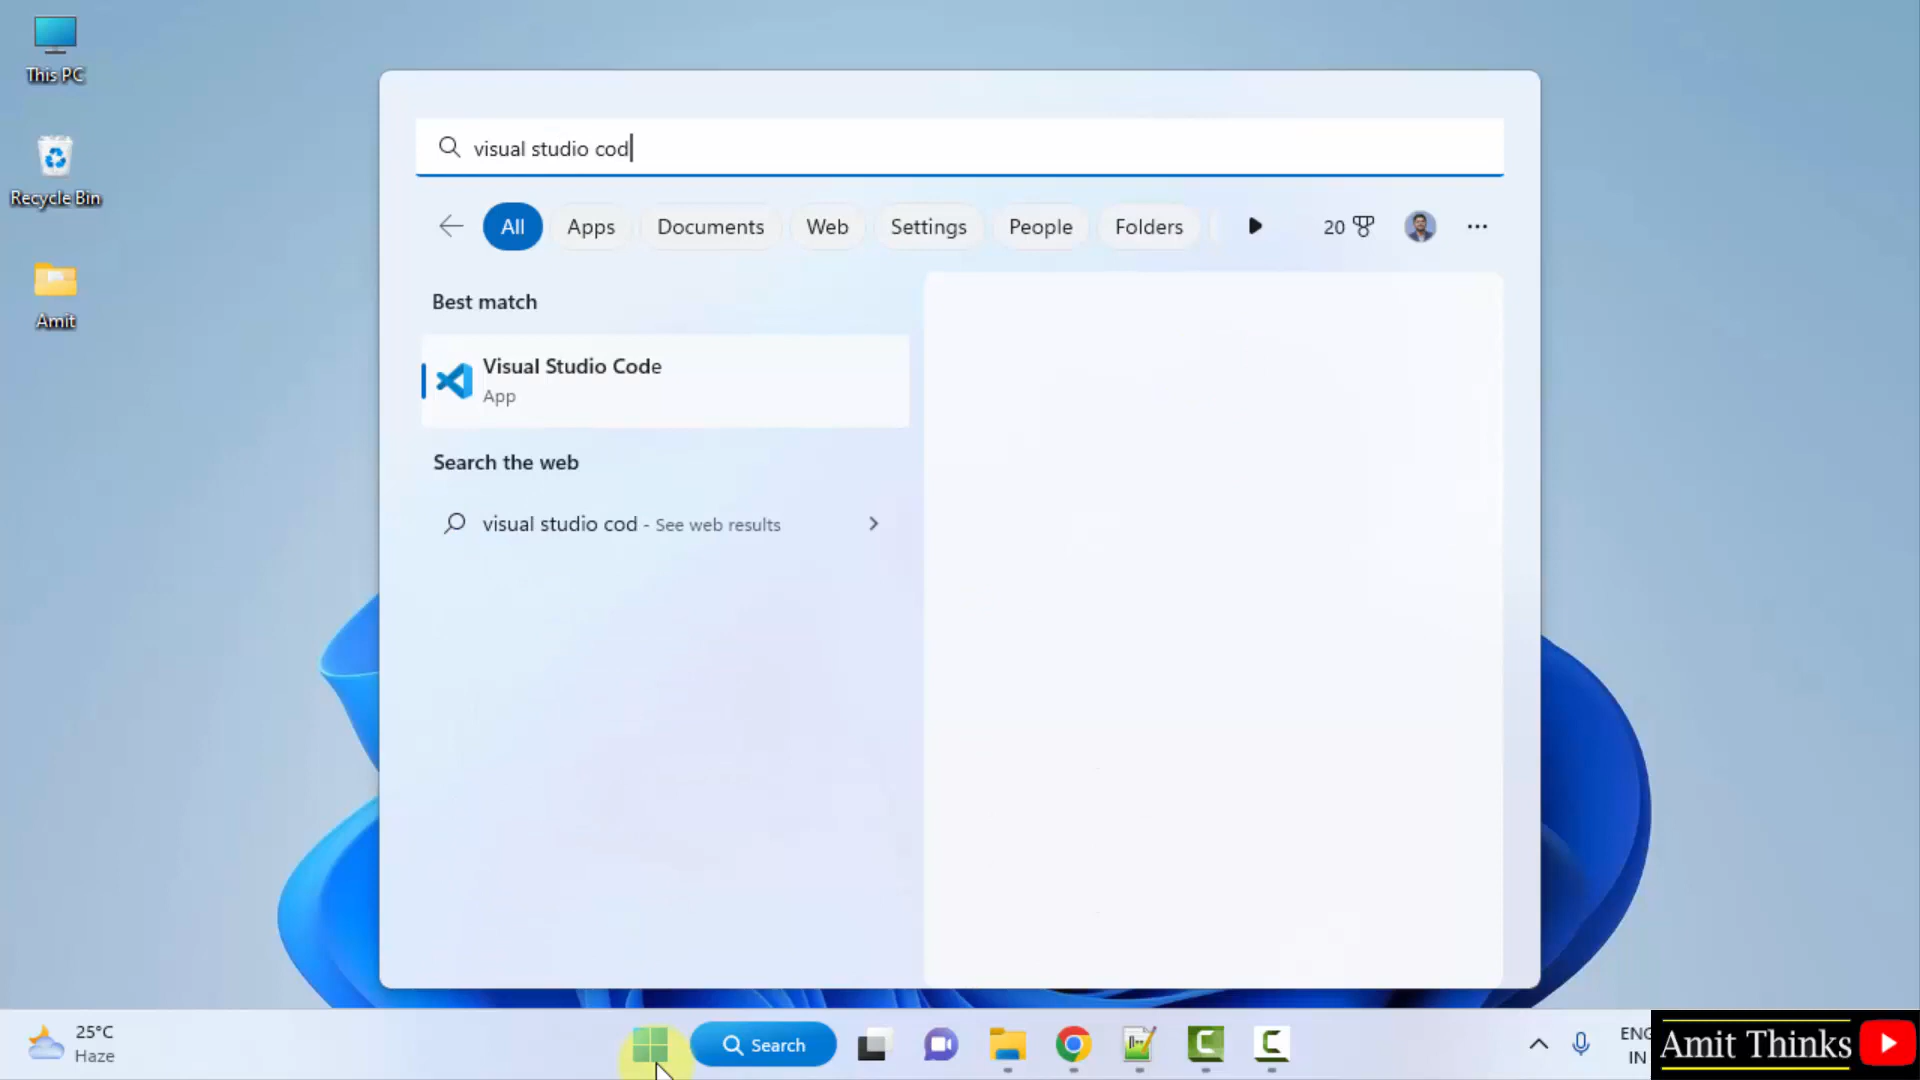 This PC
Recycle Bin
Amit
visual studio cod
All
Apps
Documents
Web
Settings
People
Folders
20
Best match
Visual Studio Code
App
Search the web
visual studio cod - See web results
25°C
Haze
Search
ENG
IN
Amit Thinks